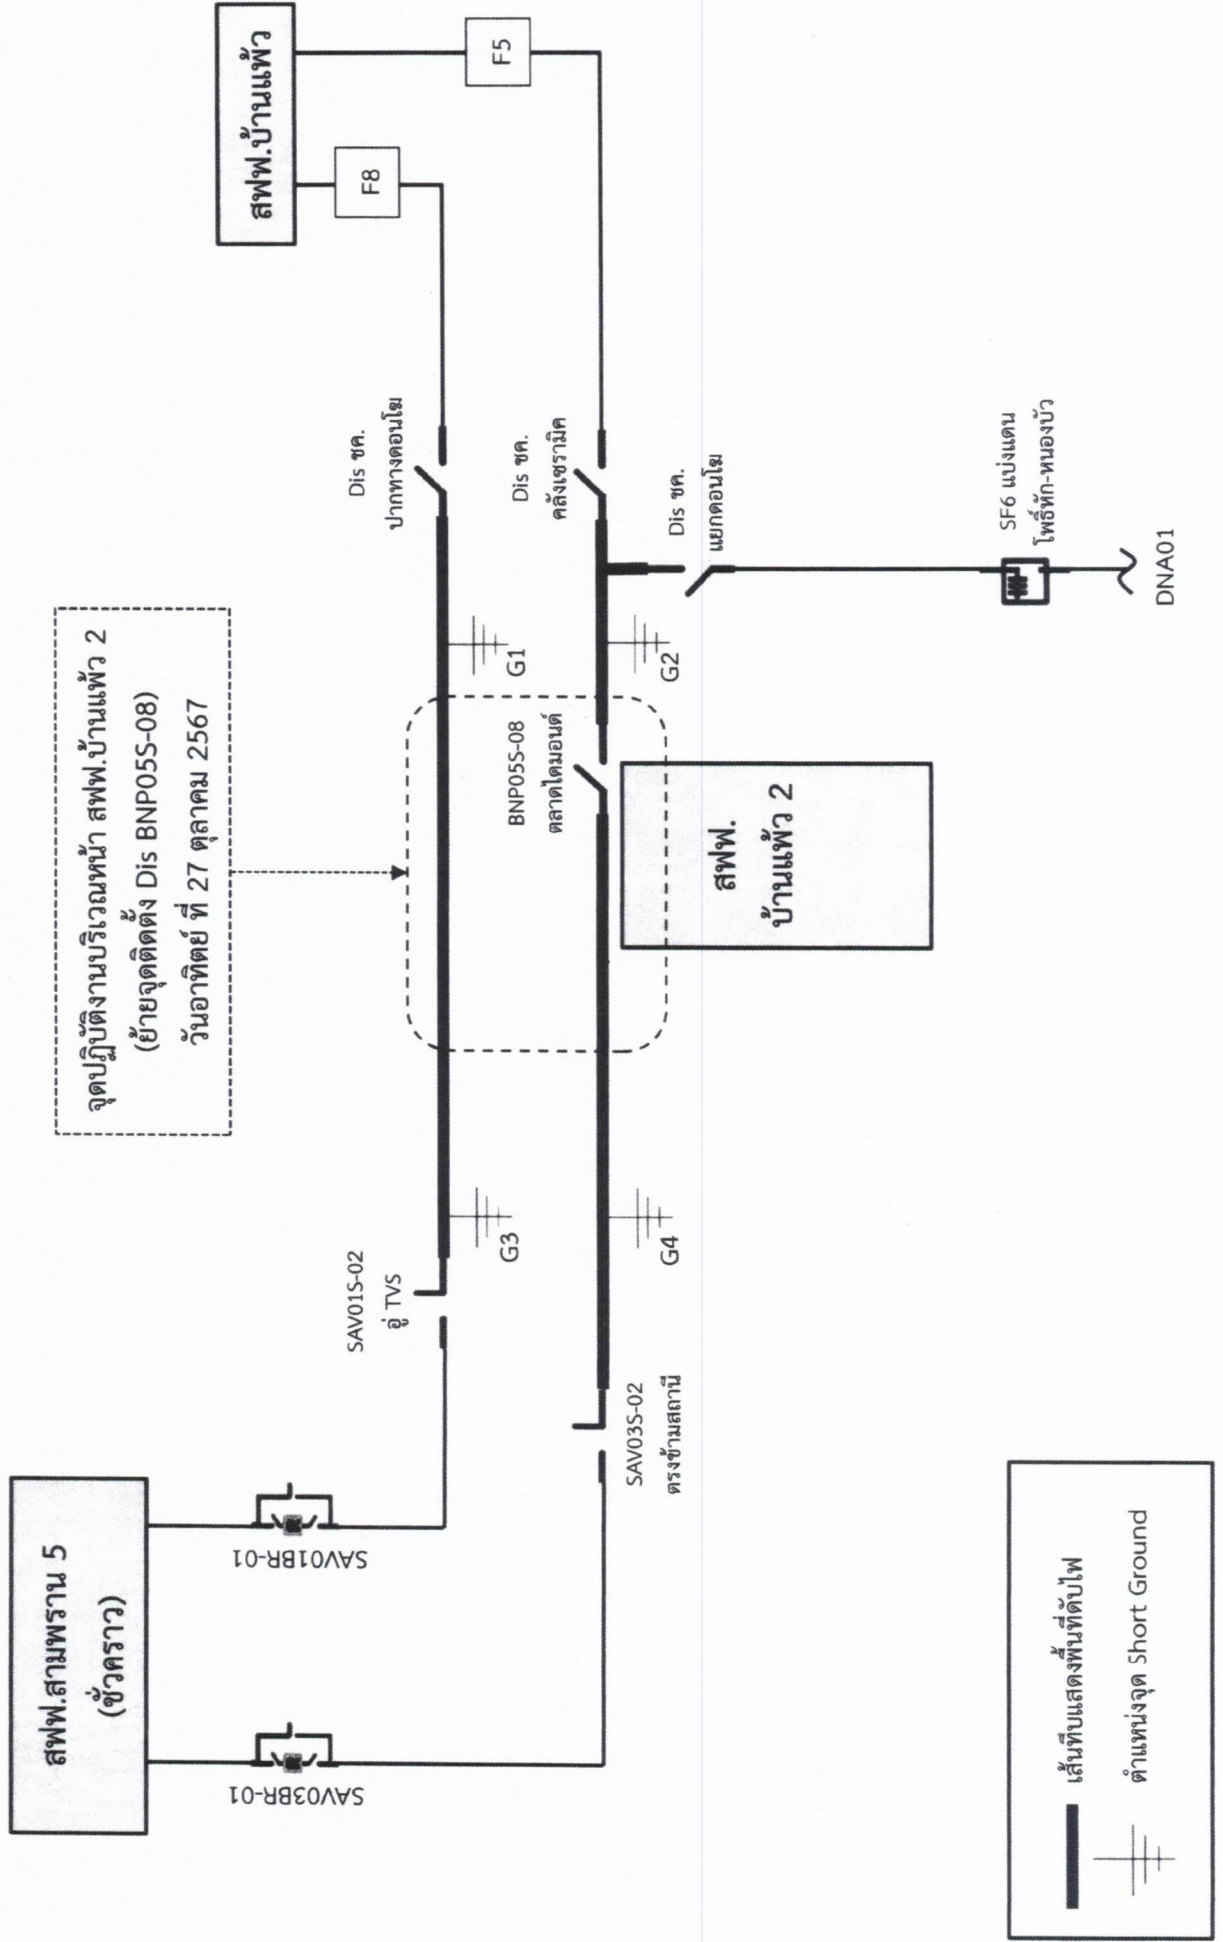 สฟฟ.สามพราน 5
(ชั่วคราว)
SAV03BR-01
SAV01BR-01
จุดปฏิบัติงานบริเวณหน้า สฟฟ.บ้านแพ้ว 2
(ย้ายจุดติดตั้ง Dis BNP05S-08)
วันอาทิตย์ ที่ 27 ตุลาคม 2567
สฟฟ.บ้านแพ้ว
F8
F5
SAV01S-02
อู่ TVS
G3
G1
Dis ชค.
ปากทางดอนโฆ
SAV03S-02
ตรงข้ามสถานี
G4
BNP05S-08
ตลาดไดมอนด์
G2
Dis ชค.
คลังเซรามิค
Dis ชค.
แยกดอนโฆ
สฟฟ.
บ้านแพ้ว 2
SF6 แบ่งแดน
โพธิ์หัก-หนองบัว
DNA01
เส้นทึบแสดงพื้นที่ดับไฟ
ตำแหน่งจุด Short Ground